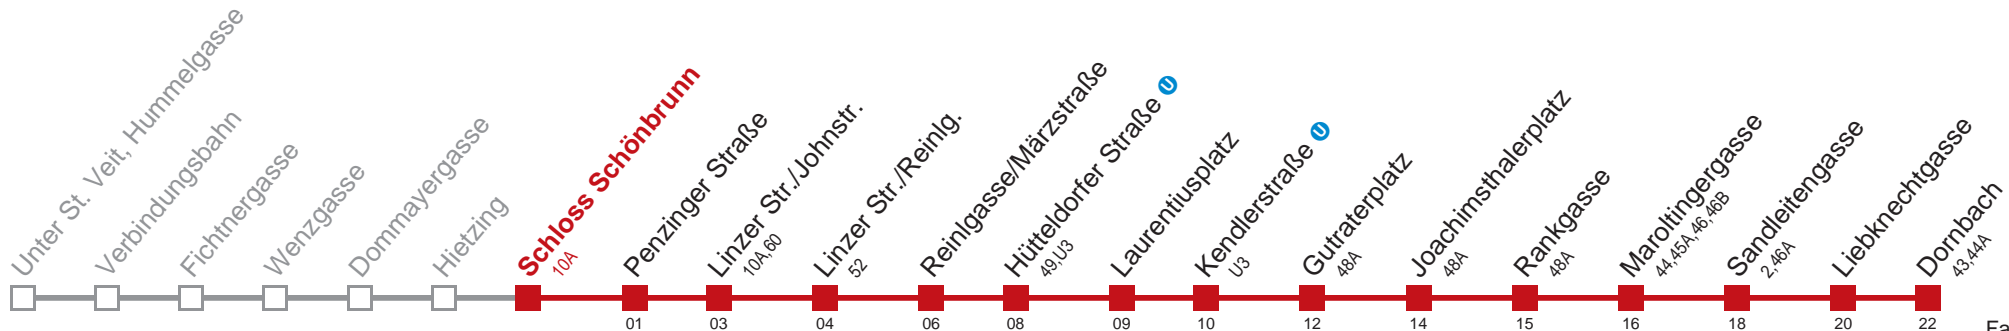 Unter St. Veit, Hummelgasse
Verbindungsbahn
Fichtnergasse
Wenzgasse
Dommayergasse
Hietzing
Schloss Schönbrunn
10A
Penzinger Straße
01
Linzer Str./Johnstr.
10A,60
03
Linzer Str./Reinlg.
52
04
Reinlgasse/Märzstraße
06
Hütteldorfer Straße U
49,U3
08
Laurentiusplatz
09
Kendlerstraße U
U3
10
Gutraterplatz
48A
12
Joachimsthalerplatz
48A
14
Rankgasse
48A
15
Maroltingergasse
44,45A,46,46B
16
Sandleitengasse
2,46A
18
Liebknechtgasse
20
Dornbach
43,44A
22